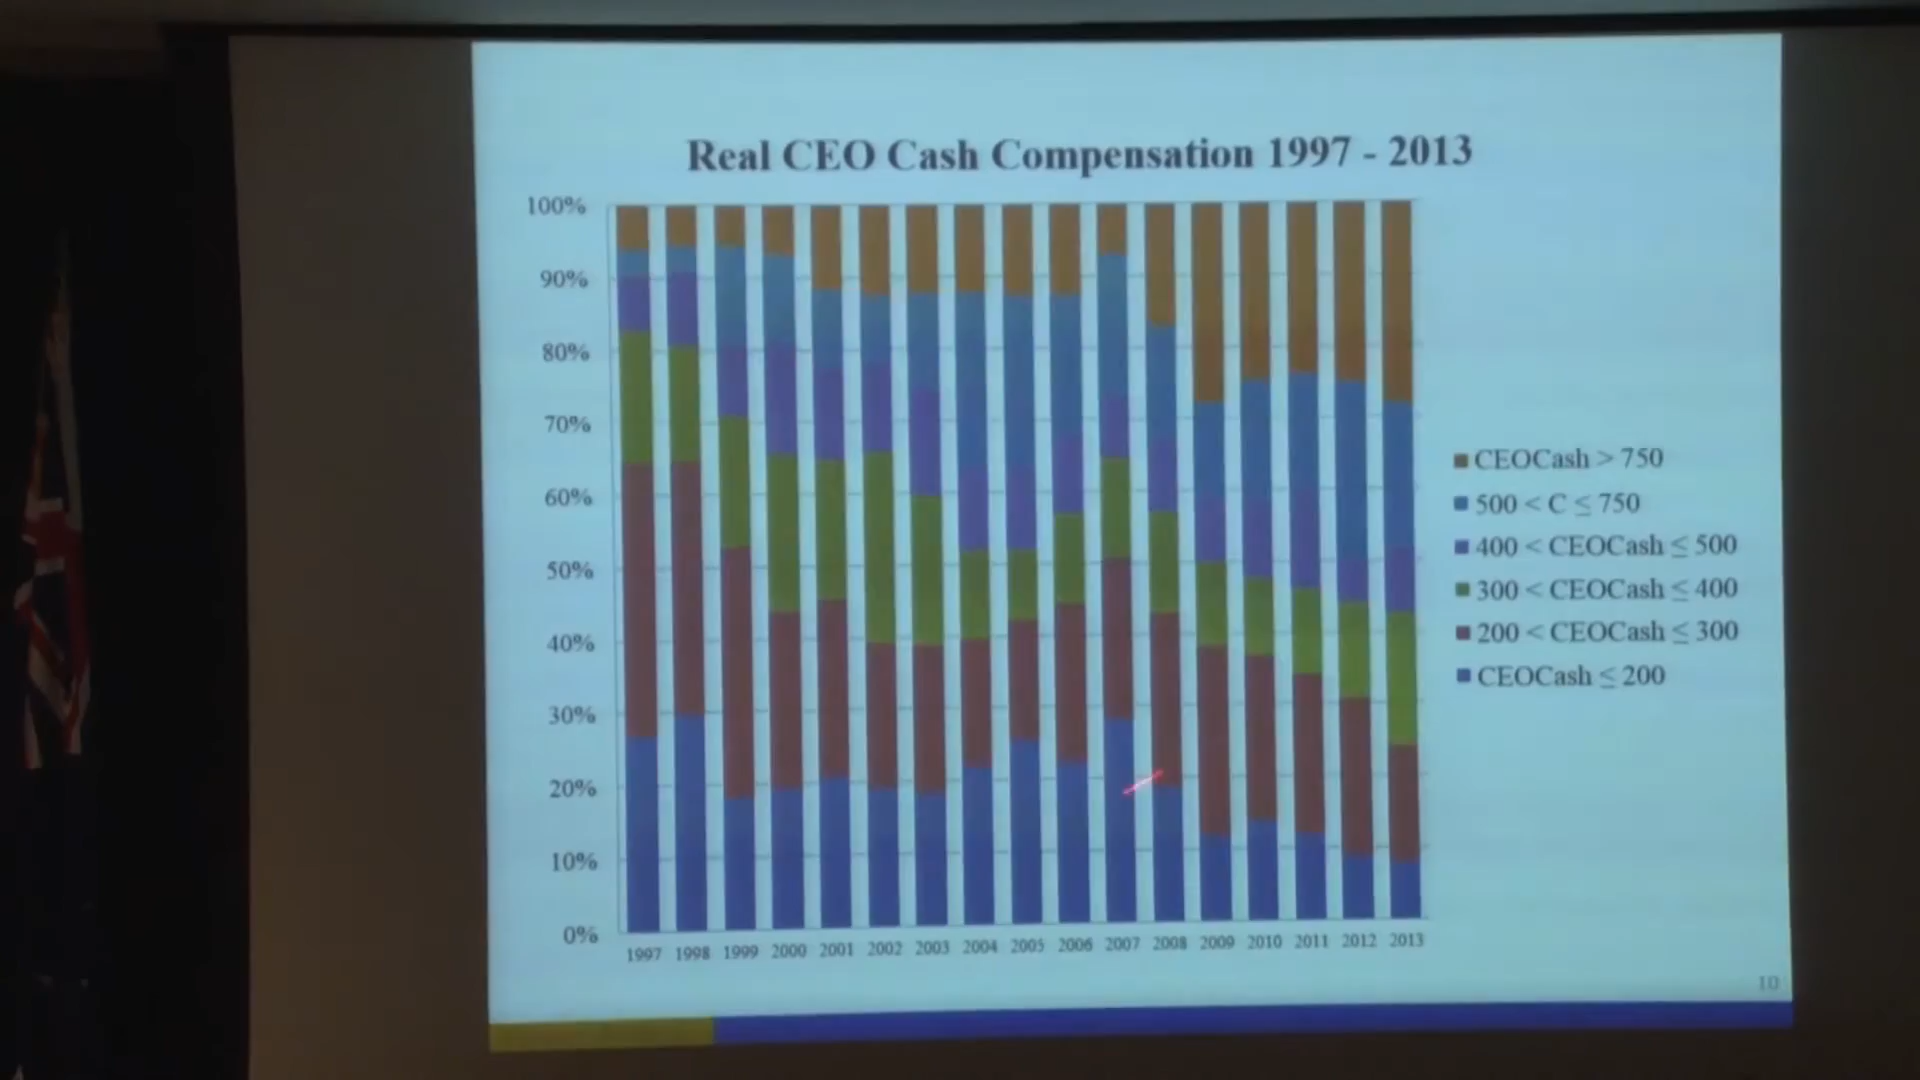 Real CEO Cash Compensation 1997 - 2013
100%
90%
80%
70%
60%
50%
40%
30%
20%
10%
0%
1997 1998 1999 2000 2001 2002 2003 2004 2005 2006 2007 2008 2009 2010 2011 2012 2013
CEOCash > 750
500 < C ≤ 750
400 < CEOCash ≤ 500
300 < CEOCash ≤ 400
200 < CEOCash ≤ 300
CEOCash ≤ 200
10